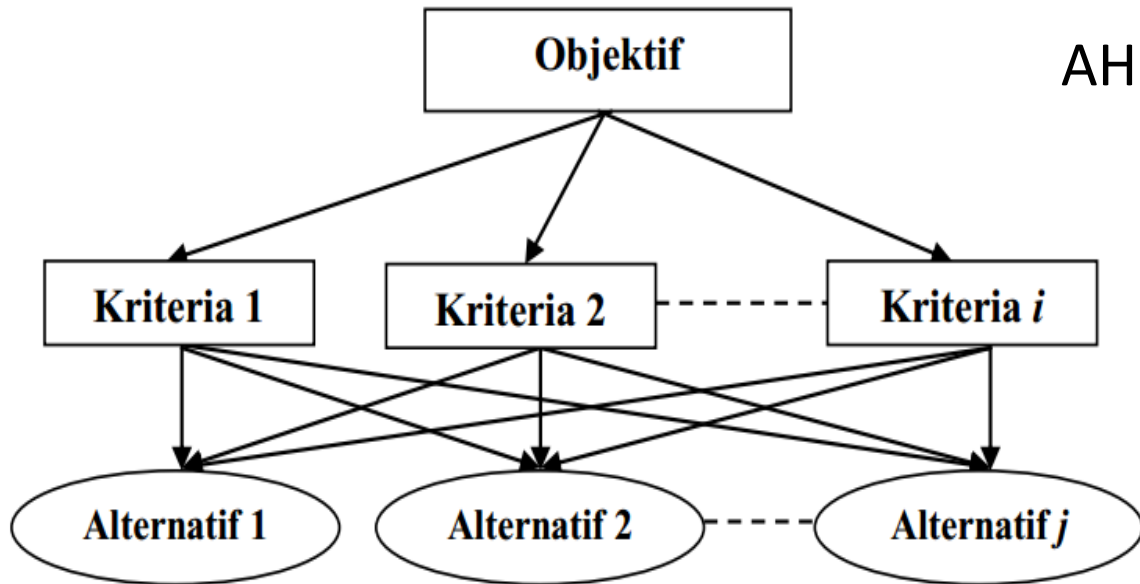 Objektif
AH
Kriteria 1
Kriteria 2
Kriteria i
Alternatif 1
Alternatif 2
Alternatif j